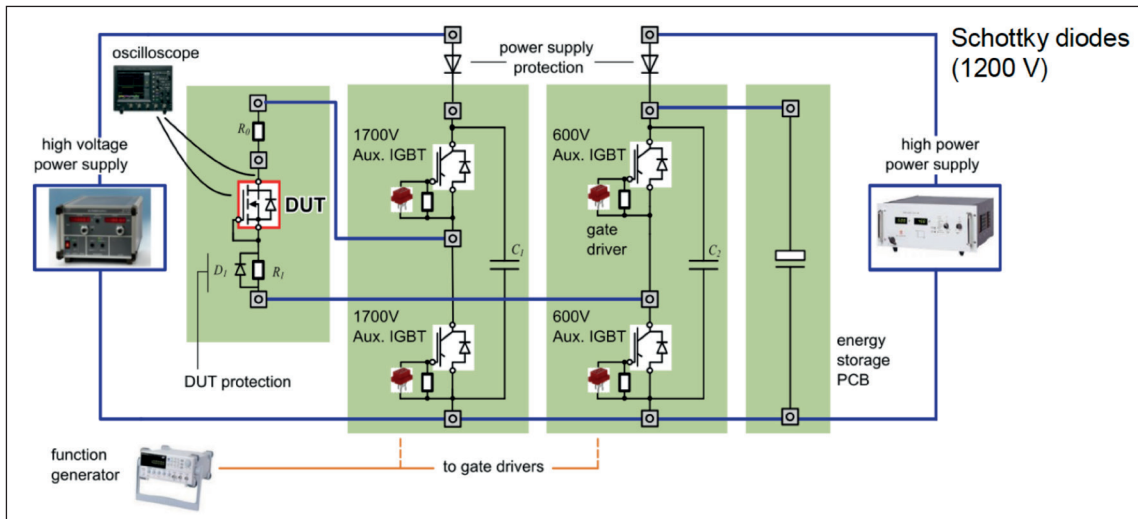 Schottky diodes
(1200 V)
oscilloscope
power supply
protection
R0
1700V
Aux. IGBT
600V
Aux. IGBT
high voltage
power supply
high power
power supply
DUT
gate
driver
C1
C2
D1
R1
1700V
Aux. IGBT
600V
Aux. IGBT
energy
storage
PCB
DUT protection
function
generator
to gate drivers